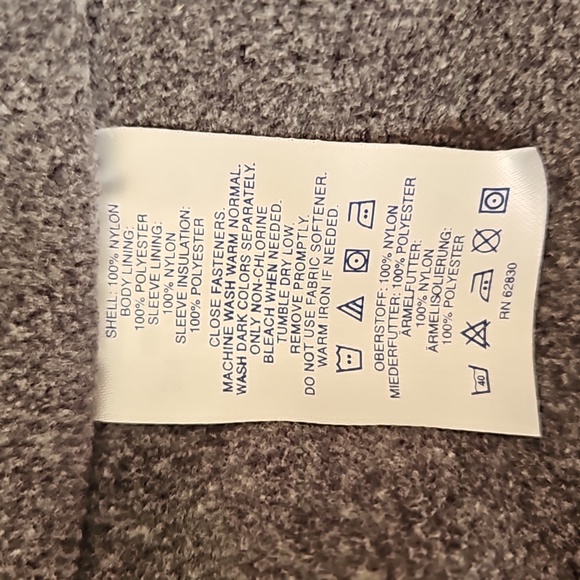 SHELL: 100% NYLON
BODY LINING:
100% POLYESTER
SLEEVE LINING:
100% NYLON
SLEEVE INSULATION:
100% POLYESTER
CLOSE FASTENERS.
MACHINE WASH WARM NORMAL.
WASH DARK COLORS SEPARATELY.
ONLY NON-CHLORINE
BLEACH WHEN NEEDED.
TUMBLE DRY LOW.
REMOVE PROMPTLY.
DO NOT USE FABRIC SOFTENER.
WARM IRON IF NEEDED.
OBERSTOFF: 100% NYLON
MIEDERFUTTER: 100% POLYESTER
ÄRMELFUTTER:
100% NYLON
ÄRMELISOLIERUNG:
100% POLYESTER
40
RN 62830